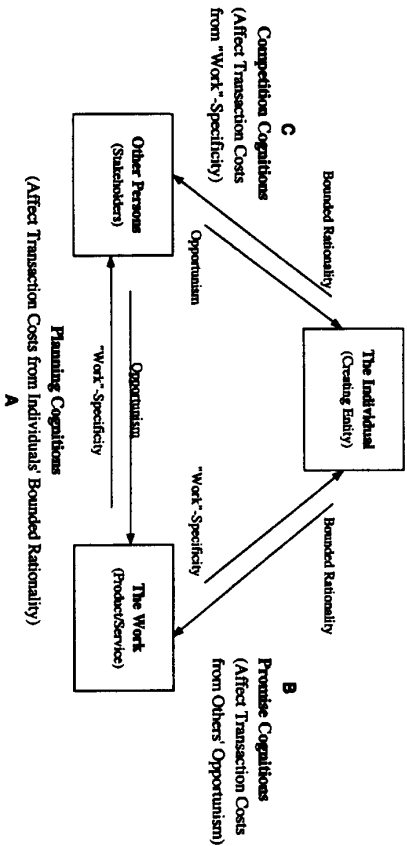 C
Competition Cognitions
(Affect Transaction Costs
from "Work"-Specificity)
Bounded Rationality
Opportunism
The Individual
(Creating Entity)
"Work"-Specificity
Bounded Rationality
B
Promise Cognitions
(Affect Transaction Costs
from Others' Opportunism)
Other Persons
(Stakeholders)
Opportunism
"Work"-Specificity
The Work
(Product/Service)
Planning Cognitions
(Affect Transaction Costs from Individuals' Bounded Rationality)
A